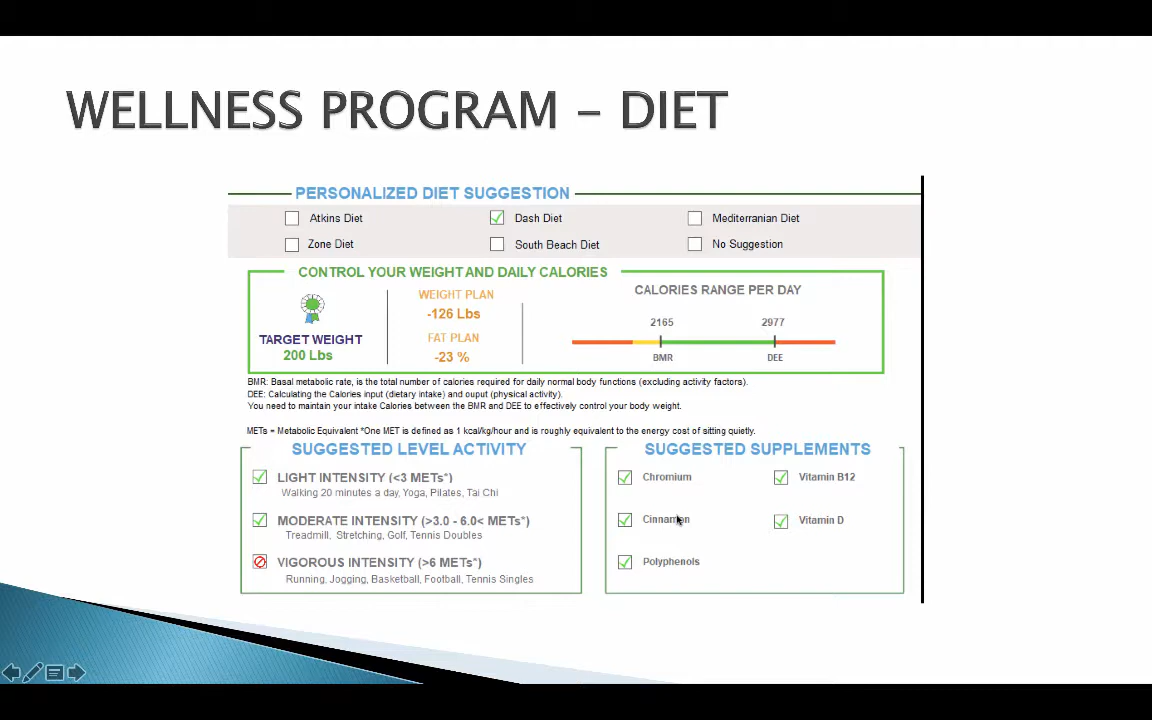 WELLNESS PROGRAM – DIET
PERSONALIZED DIET SUGGESTION
Atkins Diet
Dash Diet
Mediterranian Diet
Zone Diet
South Beach Diet
No Suggestion
CONTROL YOUR WEIGHT AND DAILY CALORIES
TARGET WEIGHT
200 Lbs
WEIGHT PLAN
-126 Lbs
FAT PLAN
-23 %
CALORIES RANGE PER DAY
2165 2977
BMR DEE
BMR: Basal metabolic rate, is the total number of calories required for daily normal body functions (excluding activity factors).
DEE: Calculating the Calories input (dietary intake) and ouput (physical activity).
You need to maintain your intake Calories between the BMR and DEE to effectively control your body weight.
METs = Metabolic Equivalent *One MET is defined as 1 kcal/kg/hour and is roughly equivalent to the energy cost of sitting quietly.
SUGGESTED LEVEL ACTIVITY
LIGHT INTENSITY (<3 METs*)
Walking 20 minutes a day, Yoga, Pilates, Tai Chi
MODERATE INTENSITY (>3.0 - 6.0< METs*)
Treadmill, Stretching, Golf, Tennis Doubles
VIGOROUS INTENSITY (>6 METs*)
Running, Jogging, Basketball, Football, Tennis Singles
SUGGESTED SUPPLEMENTS
Chromium
Vitamin B12
Cinnamon
Vitamin D
Polyphenols